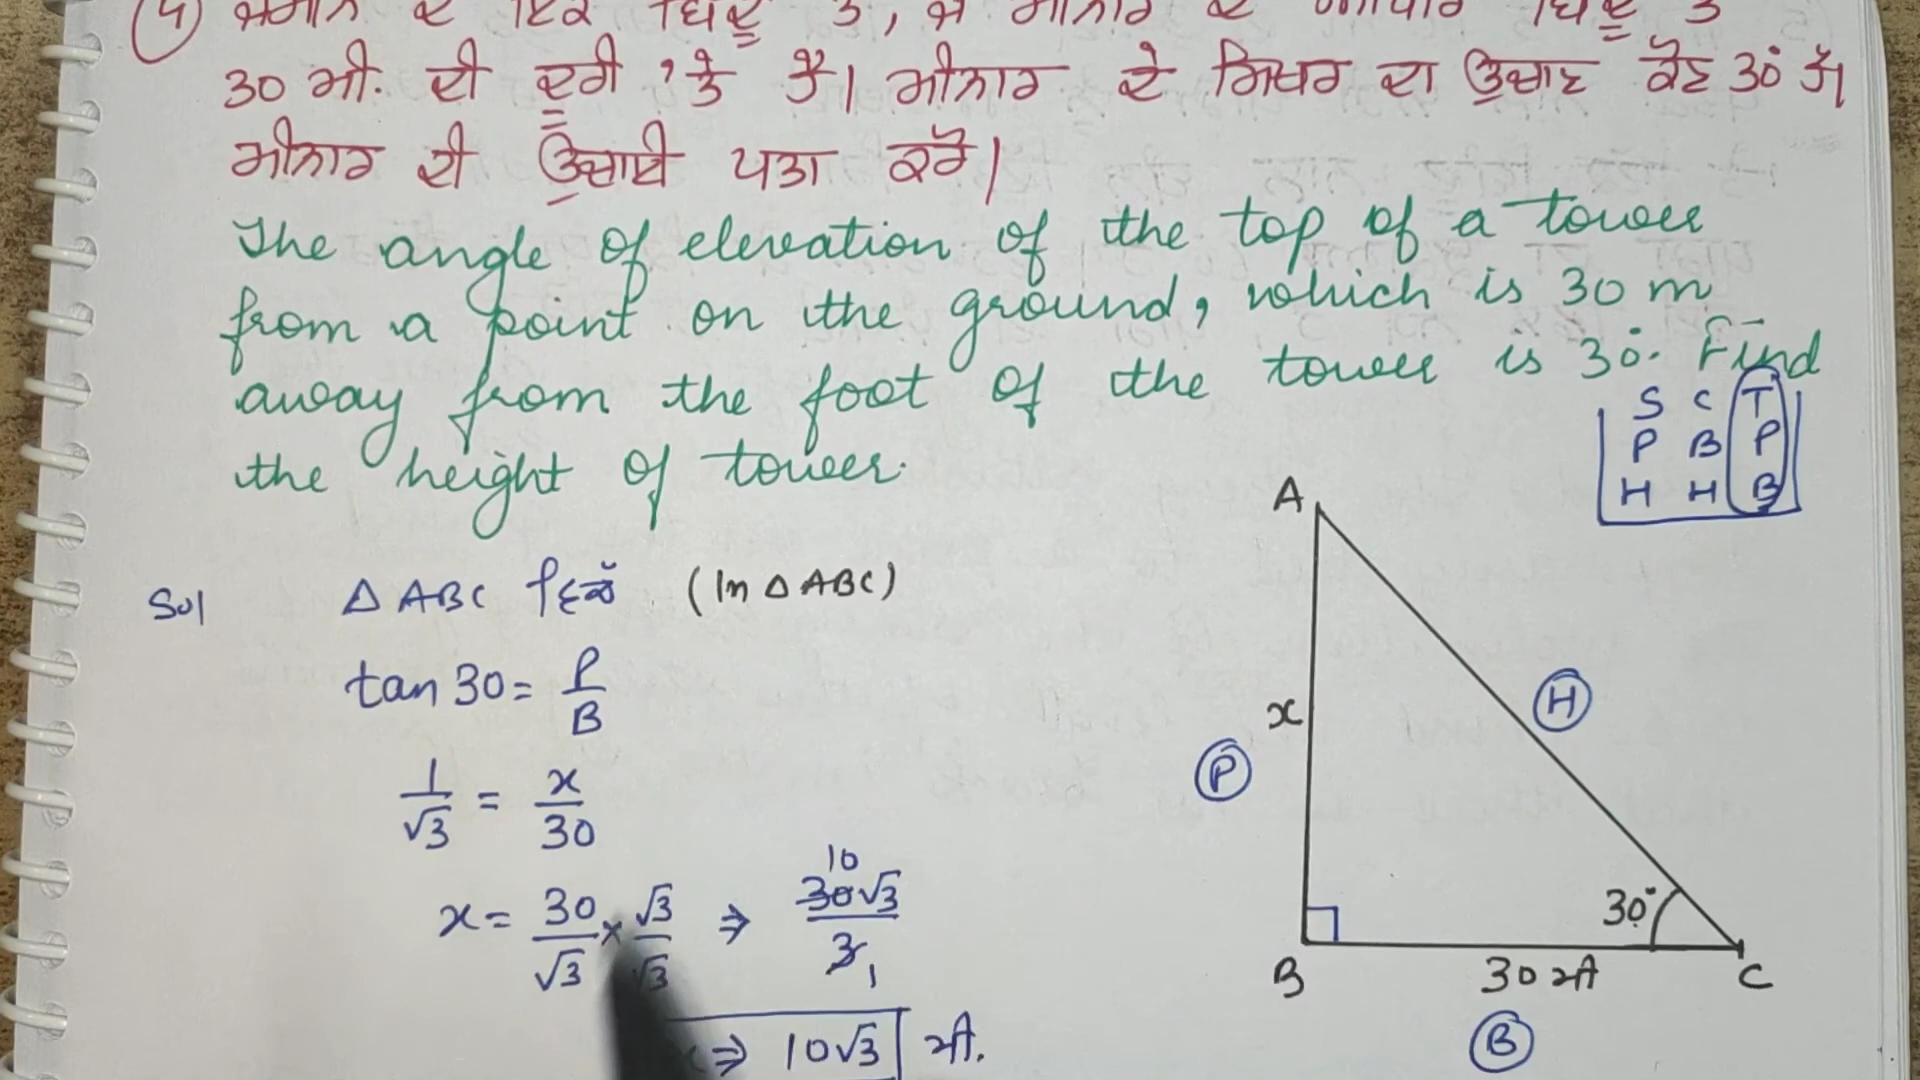 30 ਮੀ. ਦੀ ਦੂਰੀ 'ਤੇ ਹੈ। ਮੀਨਾਰ ਦੇ ਸਿਖਰ ਦਾ ਉਚਾਣ ਕੋਣ 30° ਹੈ।
ਮੀਨਾਰ ਦੀ ਉਚਾਈ ਪਤਾ ਕਰੋ।
The angle of elevation of the top of a tower
from a point on the ground, which is 30 m
away from the foot of the tower is 30°. Find
the height of tower.
S C T
P B P
H H B
Sol △ ABC ਵਿੱਚੋਂ (In △ ABC)
tan 30 = P/B
1/√3 = x/30
x = 30/√3 × √3/√3 ⇒ 10 30√3/3 1
⇒ 10√3 ਮੀ.
A
x
P
H
30°
B
30 ਮੀ
C
B